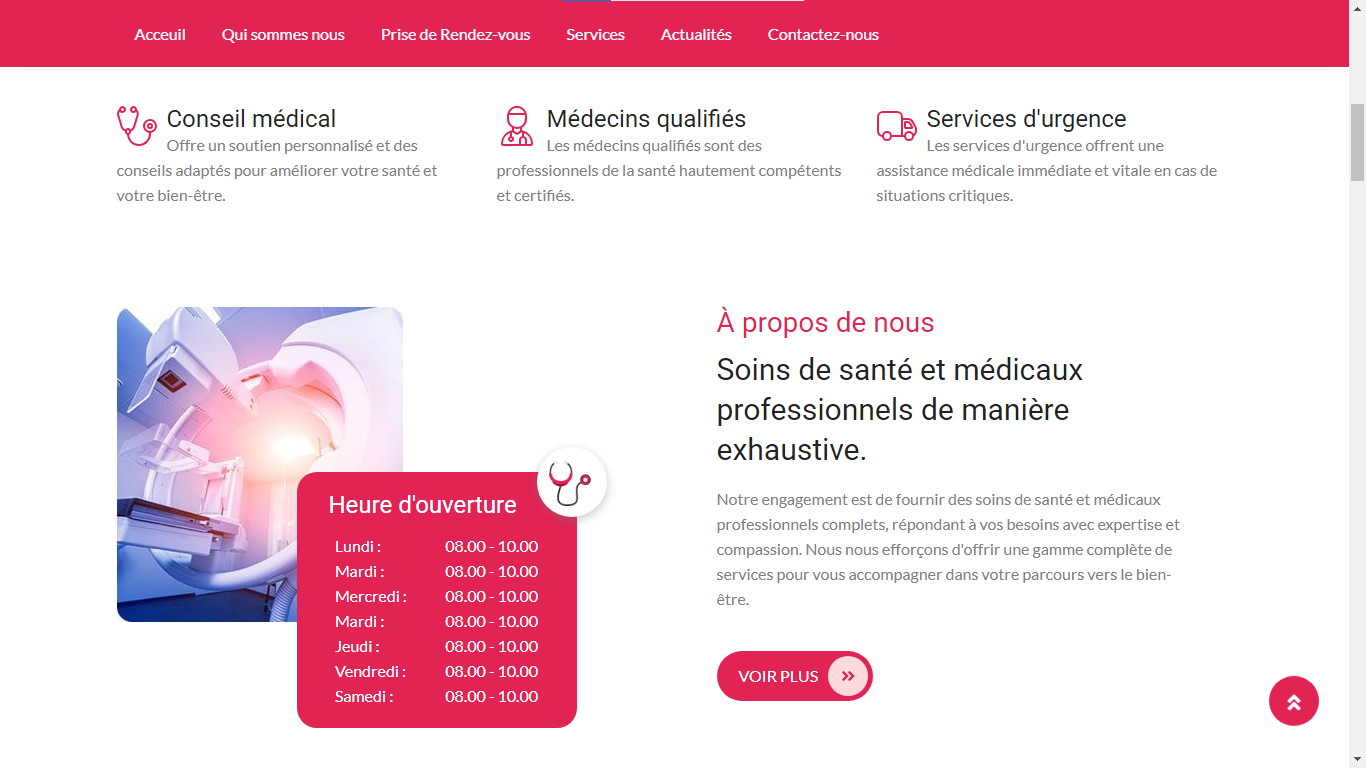 Acceuil Qui sommes nous Prise de Rendez-vous Services Actualités Contactez-nous
Conseil médical
Offre un soutien personnalisé et des
conseils adaptés pour améliorer votre santé et
votre bien-être.
Médecins qualifiés
Les médecins qualifiés sont des
professionnels de la santé hautement compétents
et certifiés.
Services d'urgence
Les services d'urgence offrent une
assistance médicale immédiate et vitale en cas de
situations critiques.
Heure d'ouverture
Lundi : 08.00 - 10.00
Mardi : 08.00 - 10.00
Mercredi : 08.00 - 10.00
Mardi : 08.00 - 10.00
Jeudi : 08.00 - 10.00
Vendredi : 08.00 - 10.00
Samedi : 08.00 - 10.00
À propos de nous
Soins de santé et médicaux
professionnels de manière
exhaustive.
Notre engagement est de fournir des soins de santé et médicaux
professionnels complets, répondant à vos besoins avec expertise et
compassion. Nous nous efforçons d'offrir une gamme complète de
services pour vous accompagner dans votre parcours vers le bien-
être.
VOIR PLUS